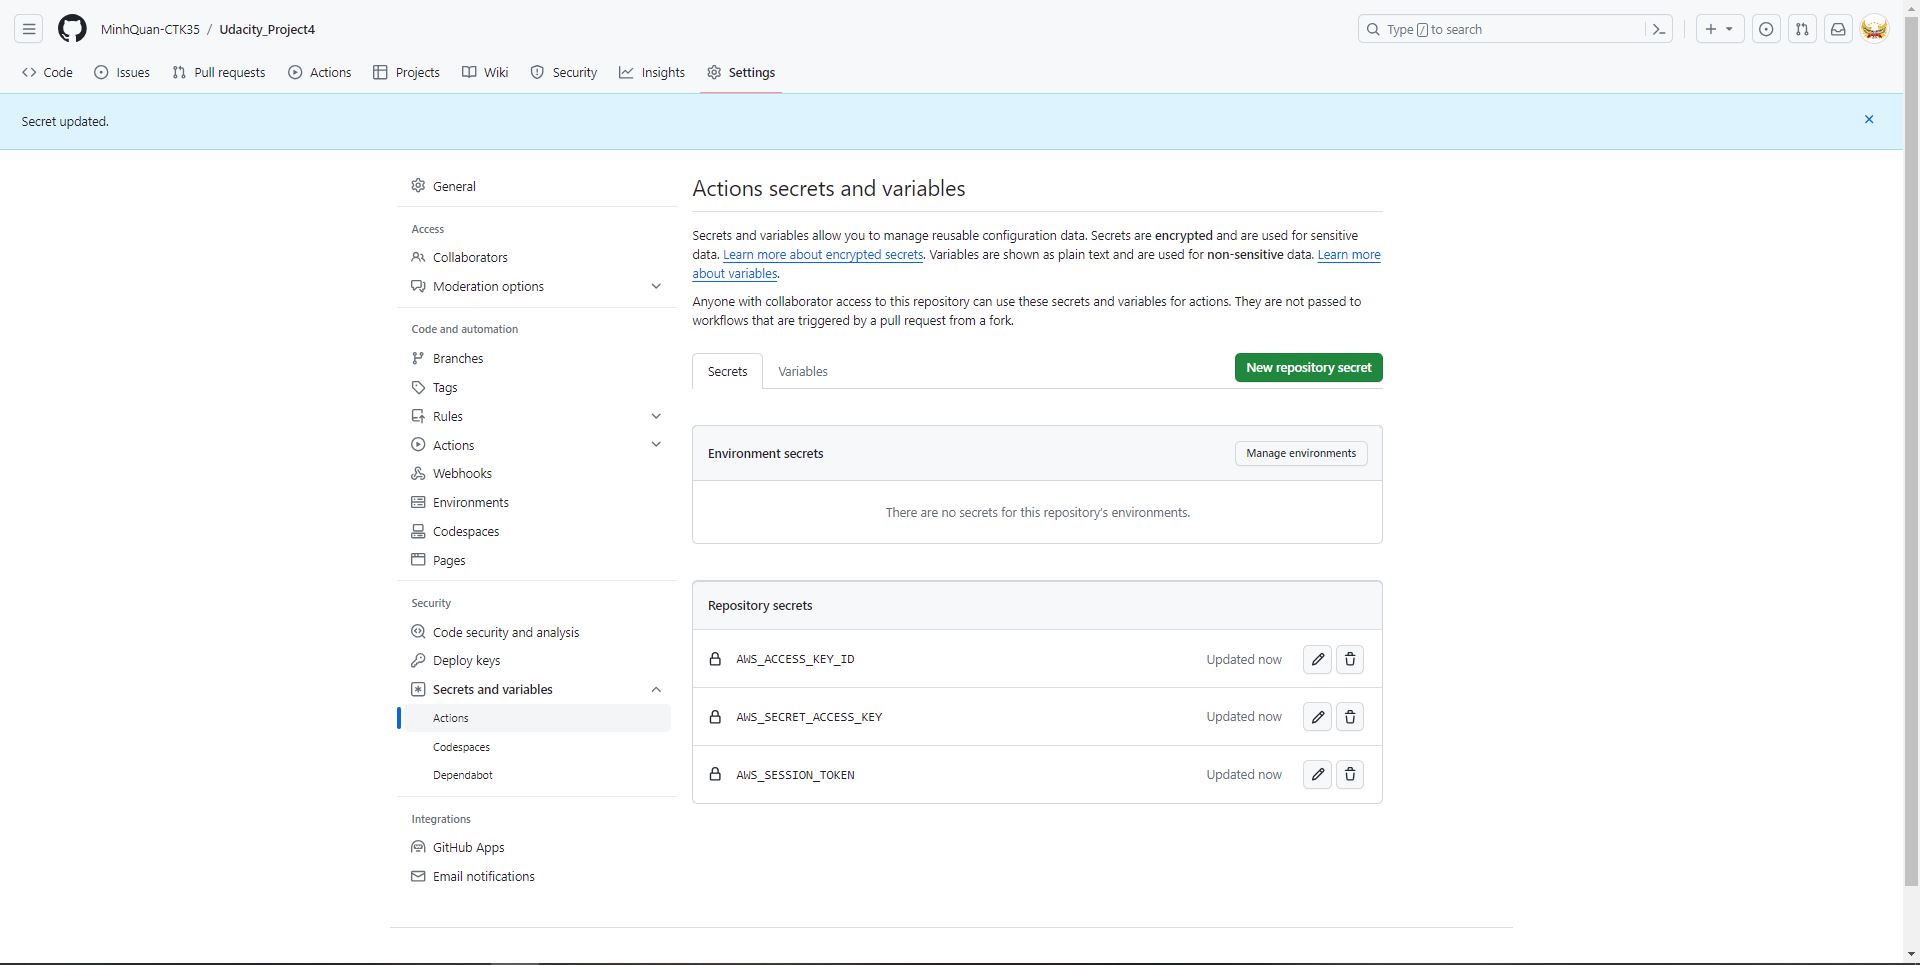 MinhQuan-CTK35 / Udacity_Project4
Type / to search
Code Issues Pull requests Actions Projects Wiki Security Insights Settings
Secret updated.
General
Access
Collaborators
Moderation options
Code and automation
Branches
Tags
Rules
Actions
Webhooks
Environments
Codespaces
Pages
Security
Code security and analysis
Deploy keys
Secrets and variables
Actions
Codespaces
Dependabot
Integrations
GitHub Apps
Email notifications
Actions secrets and variables
Secrets and variables allow you to manage reusable configuration data. Secrets are encrypted and are used for sensitive
data. Learn more about encrypted secrets. Variables are shown as plain text and are used for non-sensitive data. Learn more
about variables.
Anyone with collaborator access to this repository can use these secrets and variables for actions. They are not passed to
workflows that are triggered by a pull request from a fork.
Secrets Variables New repository secret
Environment secrets Manage environments
There are no secrets for this repository's environments.
Repository secrets
AWS_ACCESS_KEY_ID Updated now
AWS_SECRET_ACCESS_KEY Updated now
AWS_SESSION_TOKEN Updated now